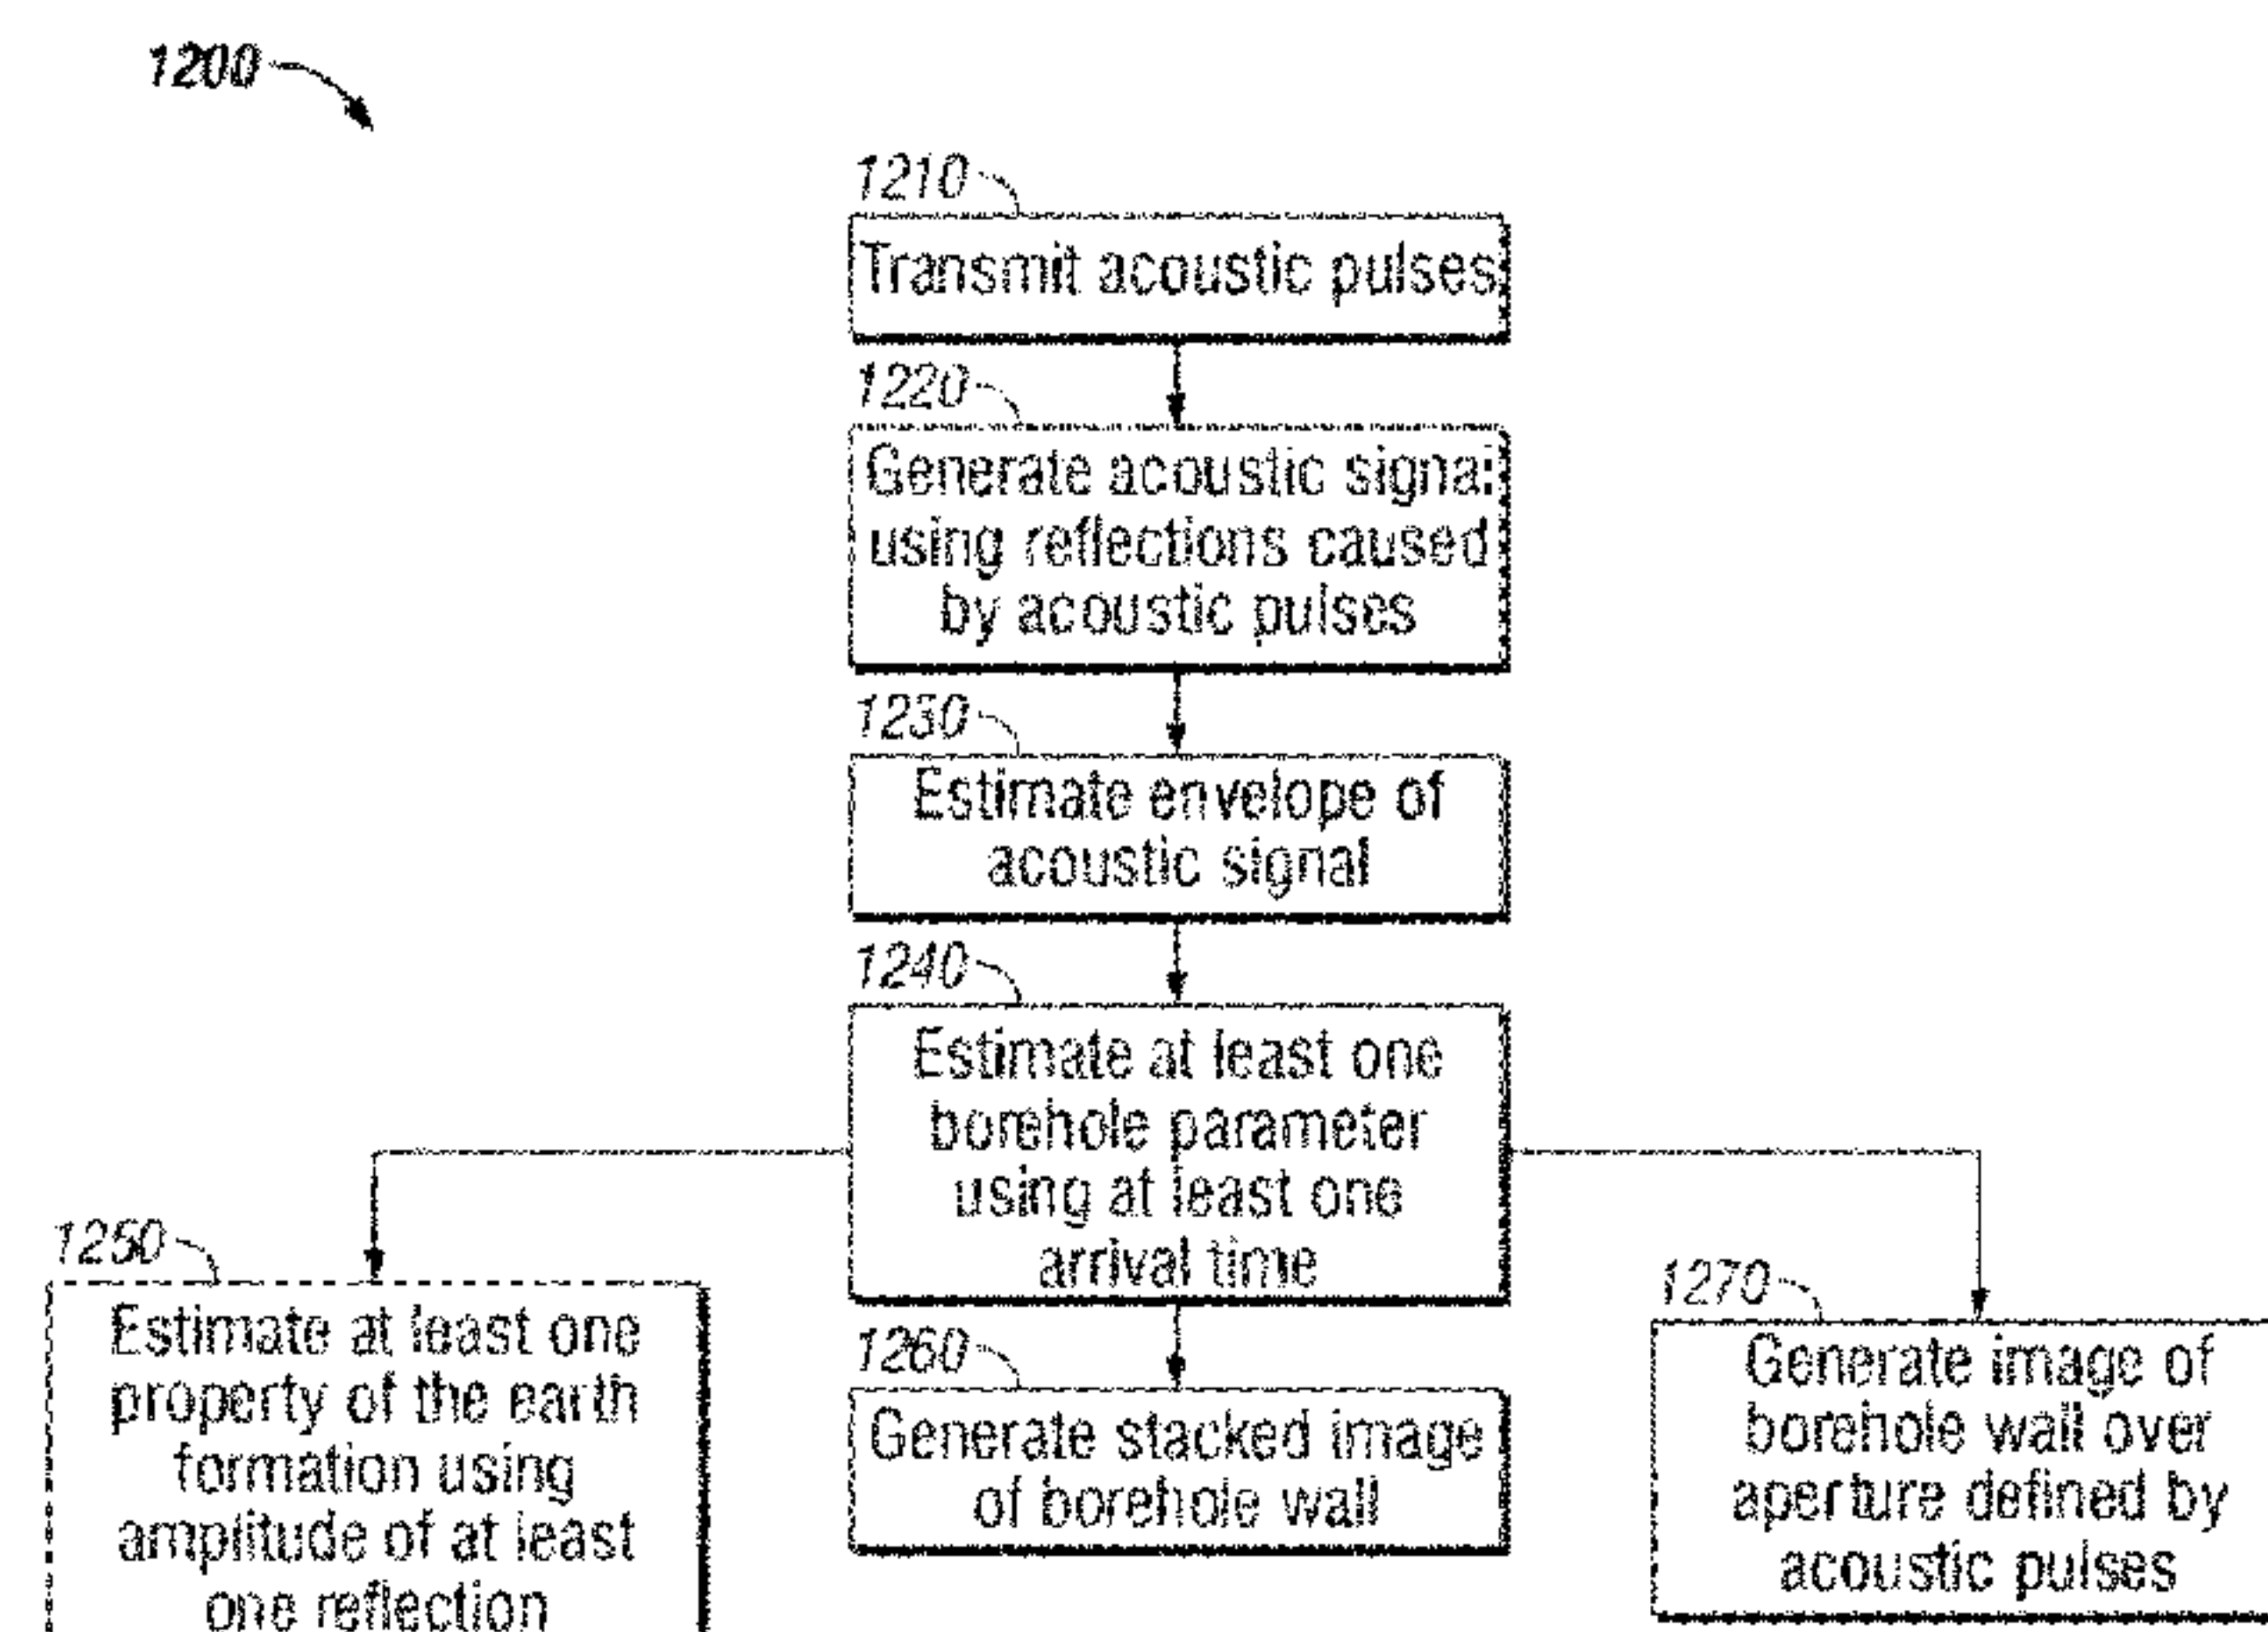 1200
1210
Transmit acoustic pulses
1220
Generate acoustic signal
using reflections caused
by acoustic pulses
1230
Estimate envelope of
acoustic signal
1240
Estimate at least one
borehole parameter
using at least one
arrival time
1250
Estimate at least one
property of the earth
formation using
amplitude of at least
one reflection
1260
Generate stacked image
of borehole wall
1270
Generate image of
borehole wall over
aperture defined by
acoustic pulses